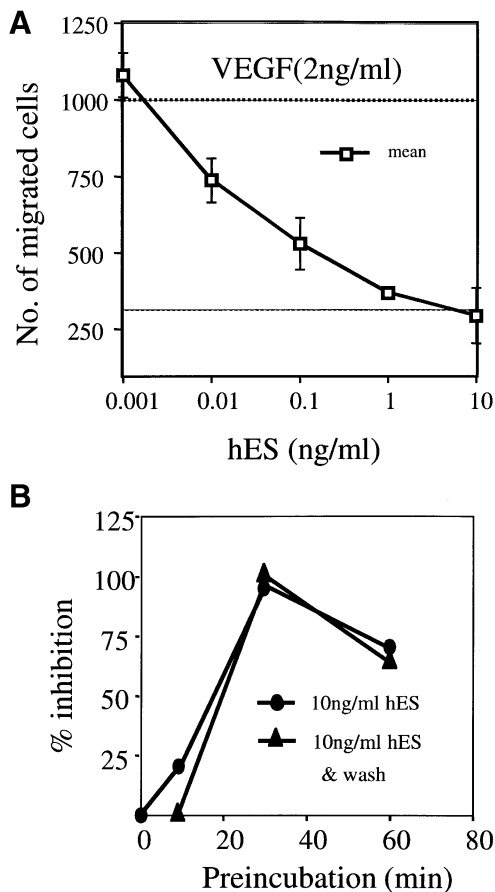 A
VEGF(2ng/ml)
mean
No. of migrated cells
1250
1000
750
500
250
0.001 0.01 0.1 1 10
hES (ng/ml)
B
% inhibition
125
100
75
50
25
10ng/ml hES
10ng/ml hES
& wash
0 20 40 60 80
Preincubation (min)